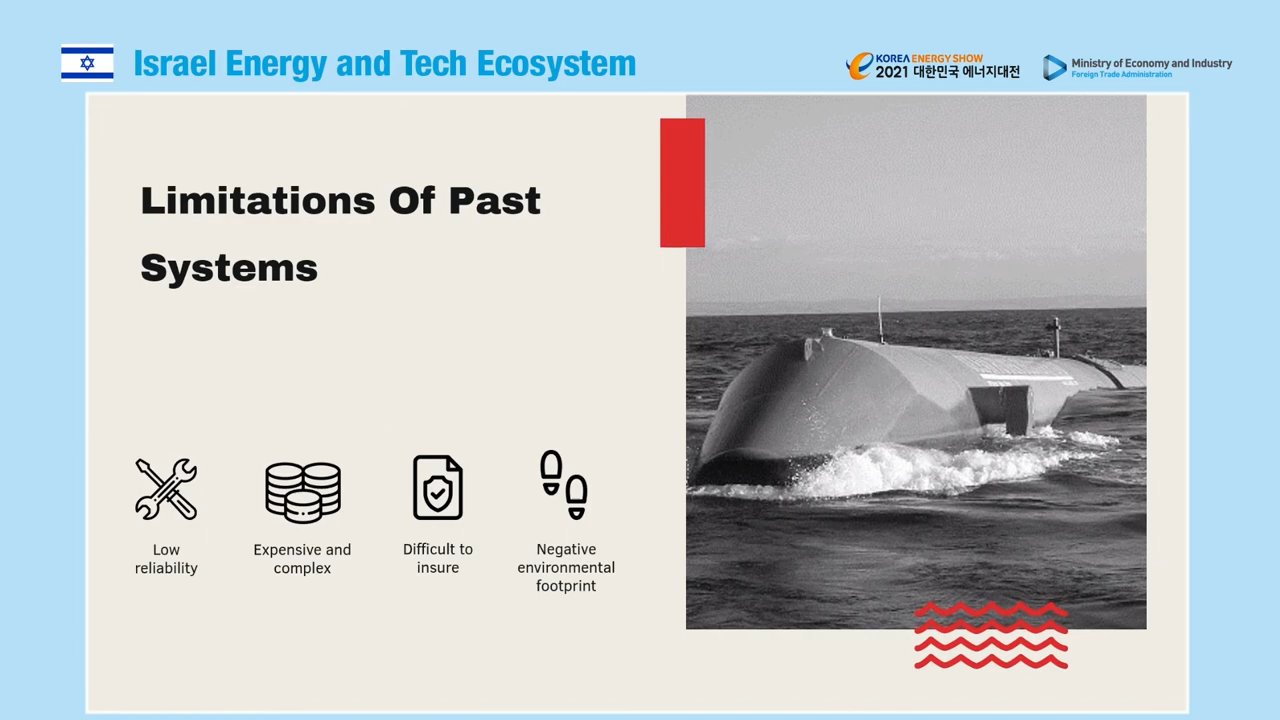 Israel Energy and Tech Ecosystem
KOREA ENERGY SHOW
2021 대한민국 에너지대전
Ministry of Economy and Industry
Foreign Trade Administration
Limitations Of Past
Systems
Low
reliability
Expensive and
complex
Difficult to
insure
Negative
environmental
footprint